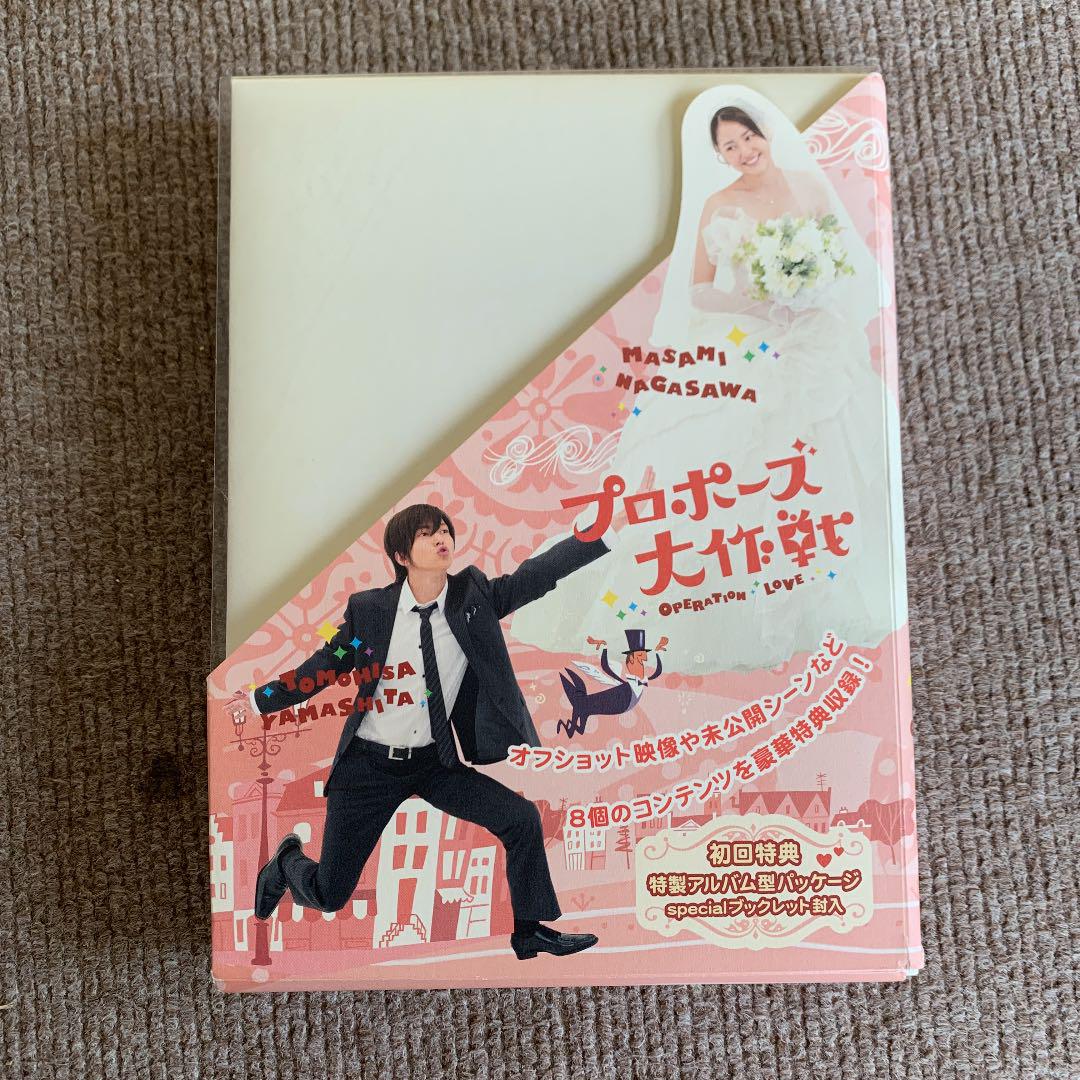 MASAMI
NAGASAWA
プロポーズ
大作戦
OPERATION LOVE
TOMOHISA
YAMASHITA
オフショット映像や未公開シーンなど
8個のコンテンツを豪華特典収録!!
初回特典
特製アルバム型パッケージ
specialブックレット封入